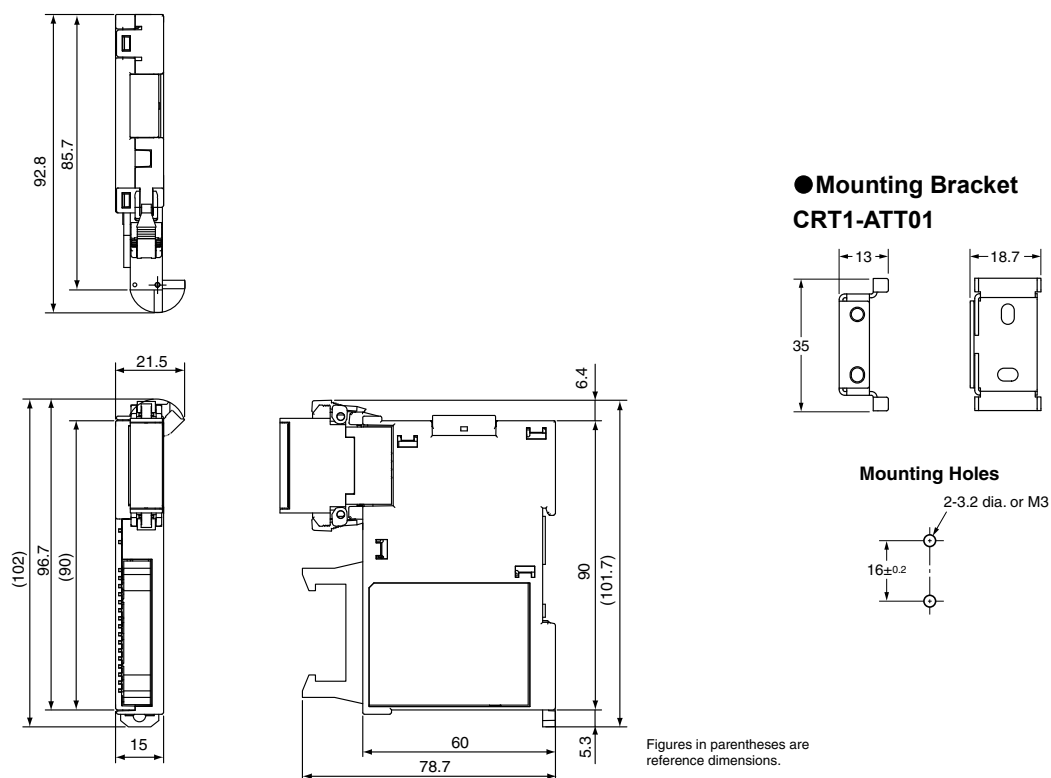 92.8
85.7
●Mounting Bracket
CRT1-ATT01
13
18.7
35
21.5
6.4
(102)
96.7
(90)
90
(101.7)
Mounting Holes
2-3.2 dia. or M3
16±0.2
15
60
5.3
78.7
Figures in parentheses are
reference dimensions.